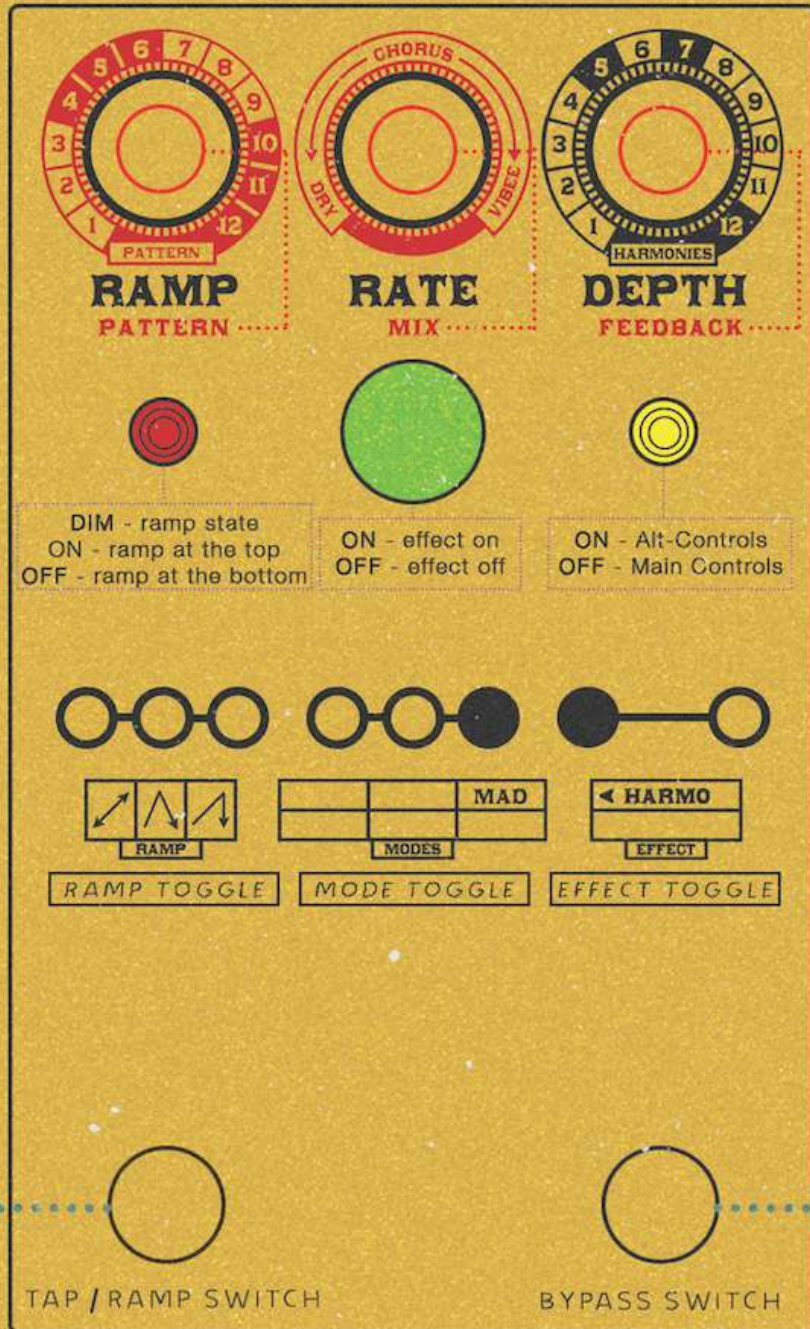 1 2 3 4 5 6 7 8 9 10 11 12
PATTERN
RAMP
PATTERN
CHORUS
DRY
VIBEE
RATE
MIX
1 2 3 4 5 6 7 8 9 10 11 12
HARMONIES
DEPTH
FEEDBACK
DIM - ramp state
ON - ramp at the top
OFF - ramp at the bottom
ON - effect on
OFF - effect off
ON - Alt-Controls
OFF - Main Controls
RAMP
RAMP TOGGLE
MAD
MODES
MODE TOGGLE
HARMO
EFFECT
EFFECT TOGGLE
TAP / RAMP SWITCH
BYPASS SWITCH